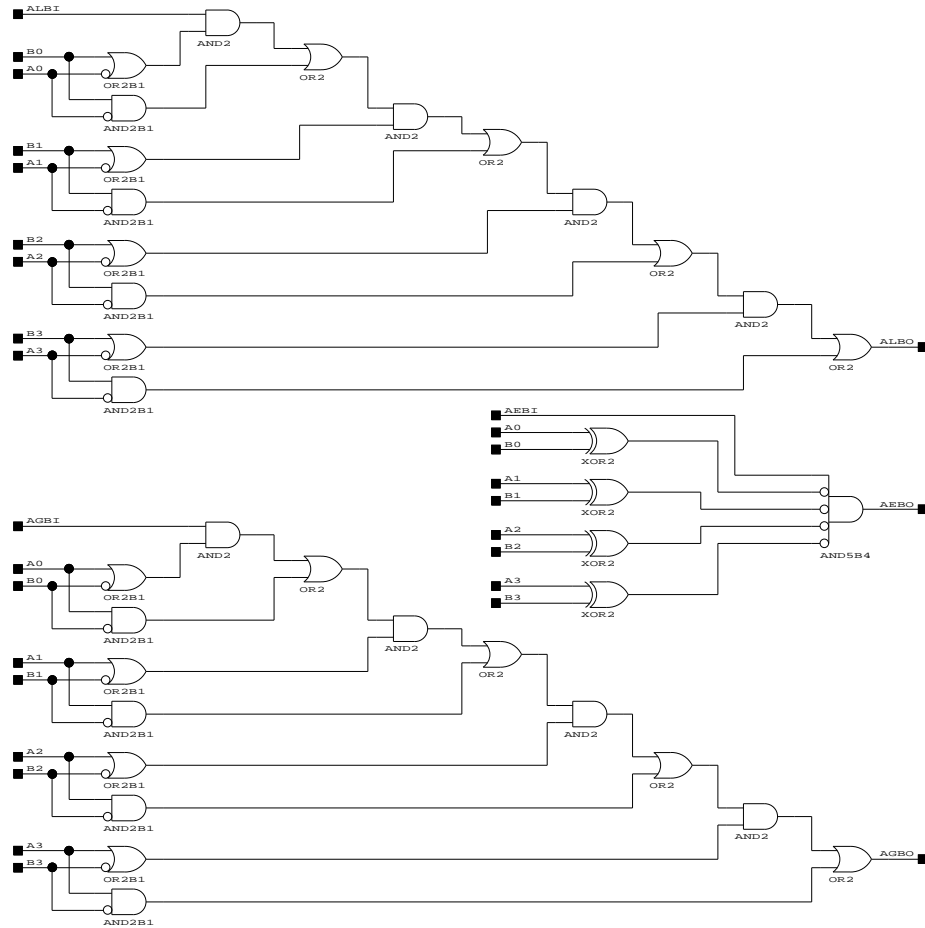 ALBI
AND2
B0
A0
OR2B1
OR2
AND2B1
AND2
B1
A1
OR2B1
OR2
AND2B1
AND2
B2
A2
OR2B1
OR2
AND2B1
AND2
B3
A3
OR2B1
OR2
ALBO
AND2B1
AEBI
A0
B0
XOR2
A1
B1
XOR2
AEBO
A2
B2
XOR2
AND5B4
A3
B3
XOR2
AGBI
AND2
A0
B0
OR2B1
OR2
AND2B1
AND2
A1
B1
OR2B1
OR2
AND2B1
AND2
A2
B2
OR2B1
OR2
AND2B1
AND2
A3
B3
OR2B1
OR2
AGBO
AND2B1